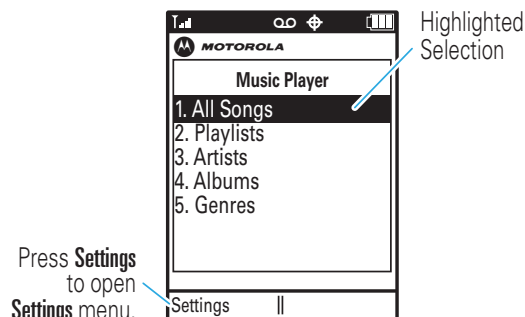 MOTOROLA
Highlighted
Selection
Music Player
1. All Songs
2. Playlists
3. Artists
4. Albums
5. Genres
Press Settings
to open
Settings menu.
Settings